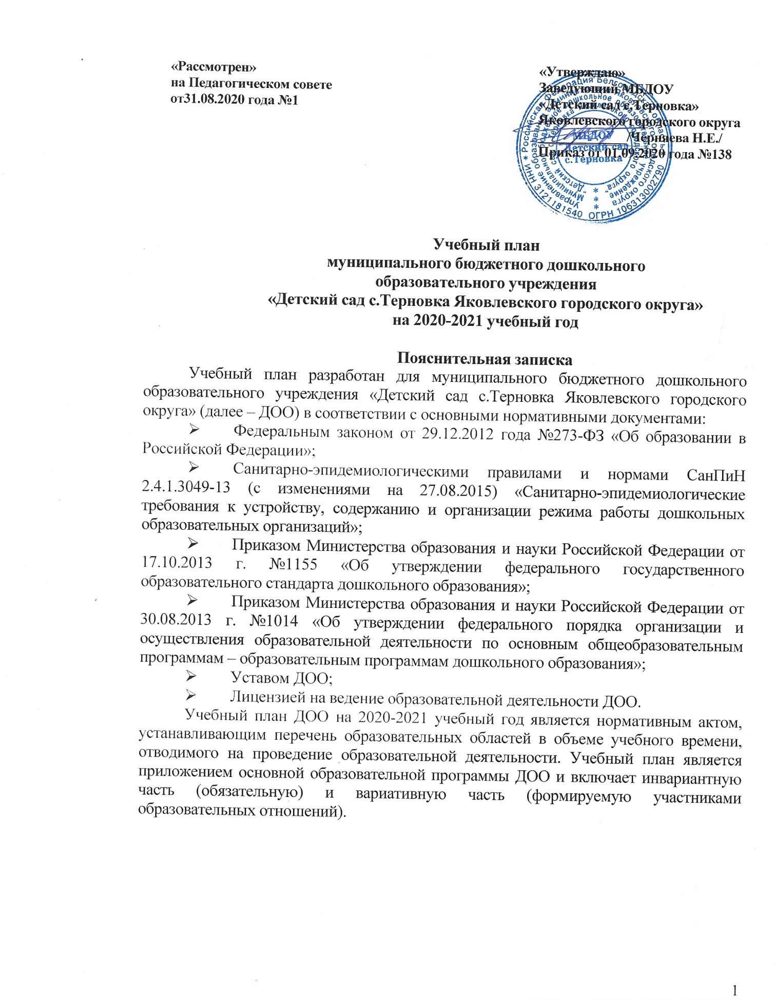 «Рассмотрен»
на Педагогическом совете
от31.08.2020 года №1
«Утверждаю»
Заведующий МБДОУ
«Детский сад с.Терновка»
Яковлевского городского округа
/Черняева Н.Е./
Приказ от 01.09.2020 года №138
МБДОУ
Детский сад
с.Терновка
ИНН 3121181540 ОГРН 106313002790
Учебный план
муниципального бюджетного дошкольного
образовательного учреждения
«Детский сад с.Терновка Яковлевского городского округа»
на 2020-2021 учебный год
Пояснительная записка
Учебный план разработан для муниципального бюджетного дошкольного
образовательного учреждения «Детский сад с.Терновка Яковлевского городского
округа» (далее – ДОО) в соответствии с основными нормативными документами:
➢ Федеральным законом от 29.12.2012 года №273-ФЗ «Об образовании в
Российской Федерации»;
➢ Санитарно-эпидемиологическими правилами и нормами СанПиН
2.4.1.3049-13 (с изменениями на 27.08.2015) «Санитарно-эпидемиологические
требования к устройству, содержанию и организации режима работы дошкольных
образовательных организаций»;
➢ Приказом Министерства образования и науки Российской Федерации от
17.10.2013 г. №1155 «Об утверждении федерального государственного
образовательного стандарта дошкольного образования»;
➢ Приказом Министерства образования и науки Российской Федерации от
30.08.2013 г. №1014 «Об утверждении федерального порядка организации и
осуществления образовательной деятельности по основным общеобразовательным
программам – образовательным программам дошкольного образования»;
➢ Уставом ДОО;
➢ Лицензией на ведение образовательной деятельности ДОО.
Учебный план ДОО на 2020-2021 учебный год является нормативным актом,
устанавливающим перечень образовательных областей в объеме учебного времени,
отводимого на проведение образовательной деятельности. Учебный план является
приложением основной образовательной программы ДОО и включает инвариантную
часть (обязательную) и вариативную часть (формируемую участниками
образовательных отношений).
1